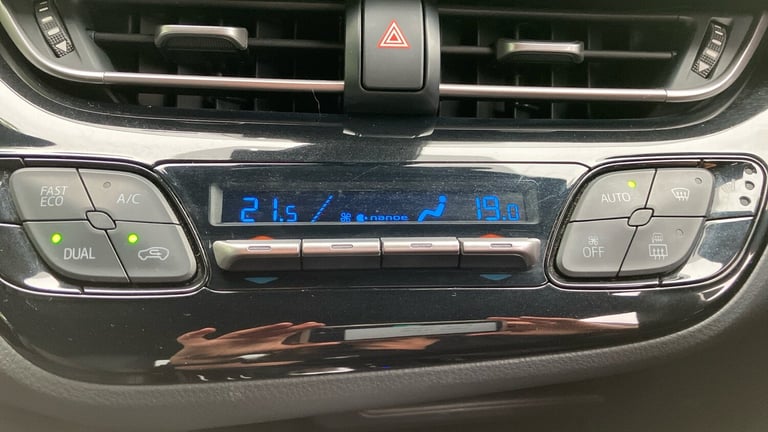 FAST
ECO
A/C
DUAL
21.5
nanoe
19.0
AUTO
OFF